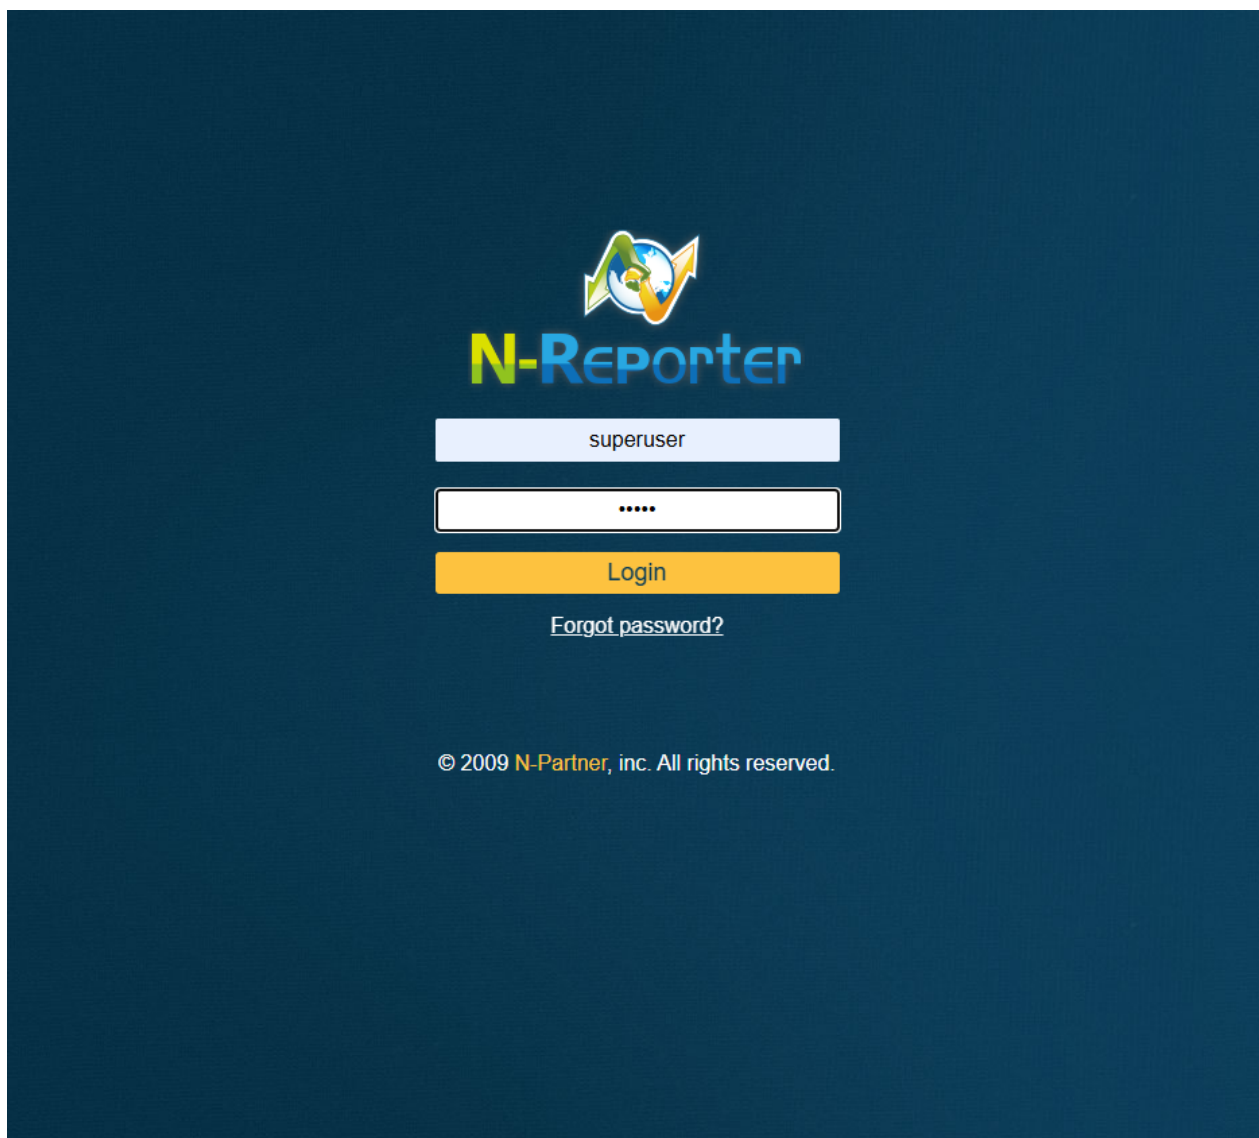 N-Reporter
superuser
•••••
Login
Forgot password?
© 2009 N-Partner, inc. All rights reserved.